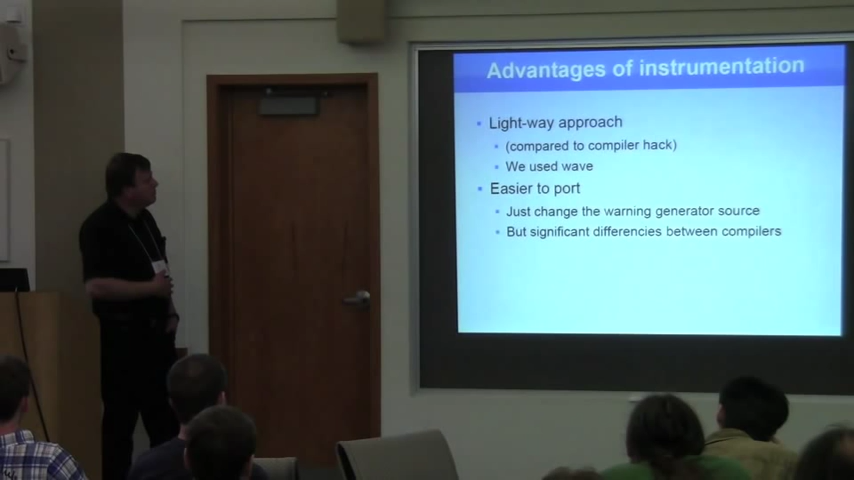 Advantages of instrumentation
Light-way approach
(compared to compiler hack)
We used wave
Easier to port
Just change the warning generator source
But significant differencies between compilers